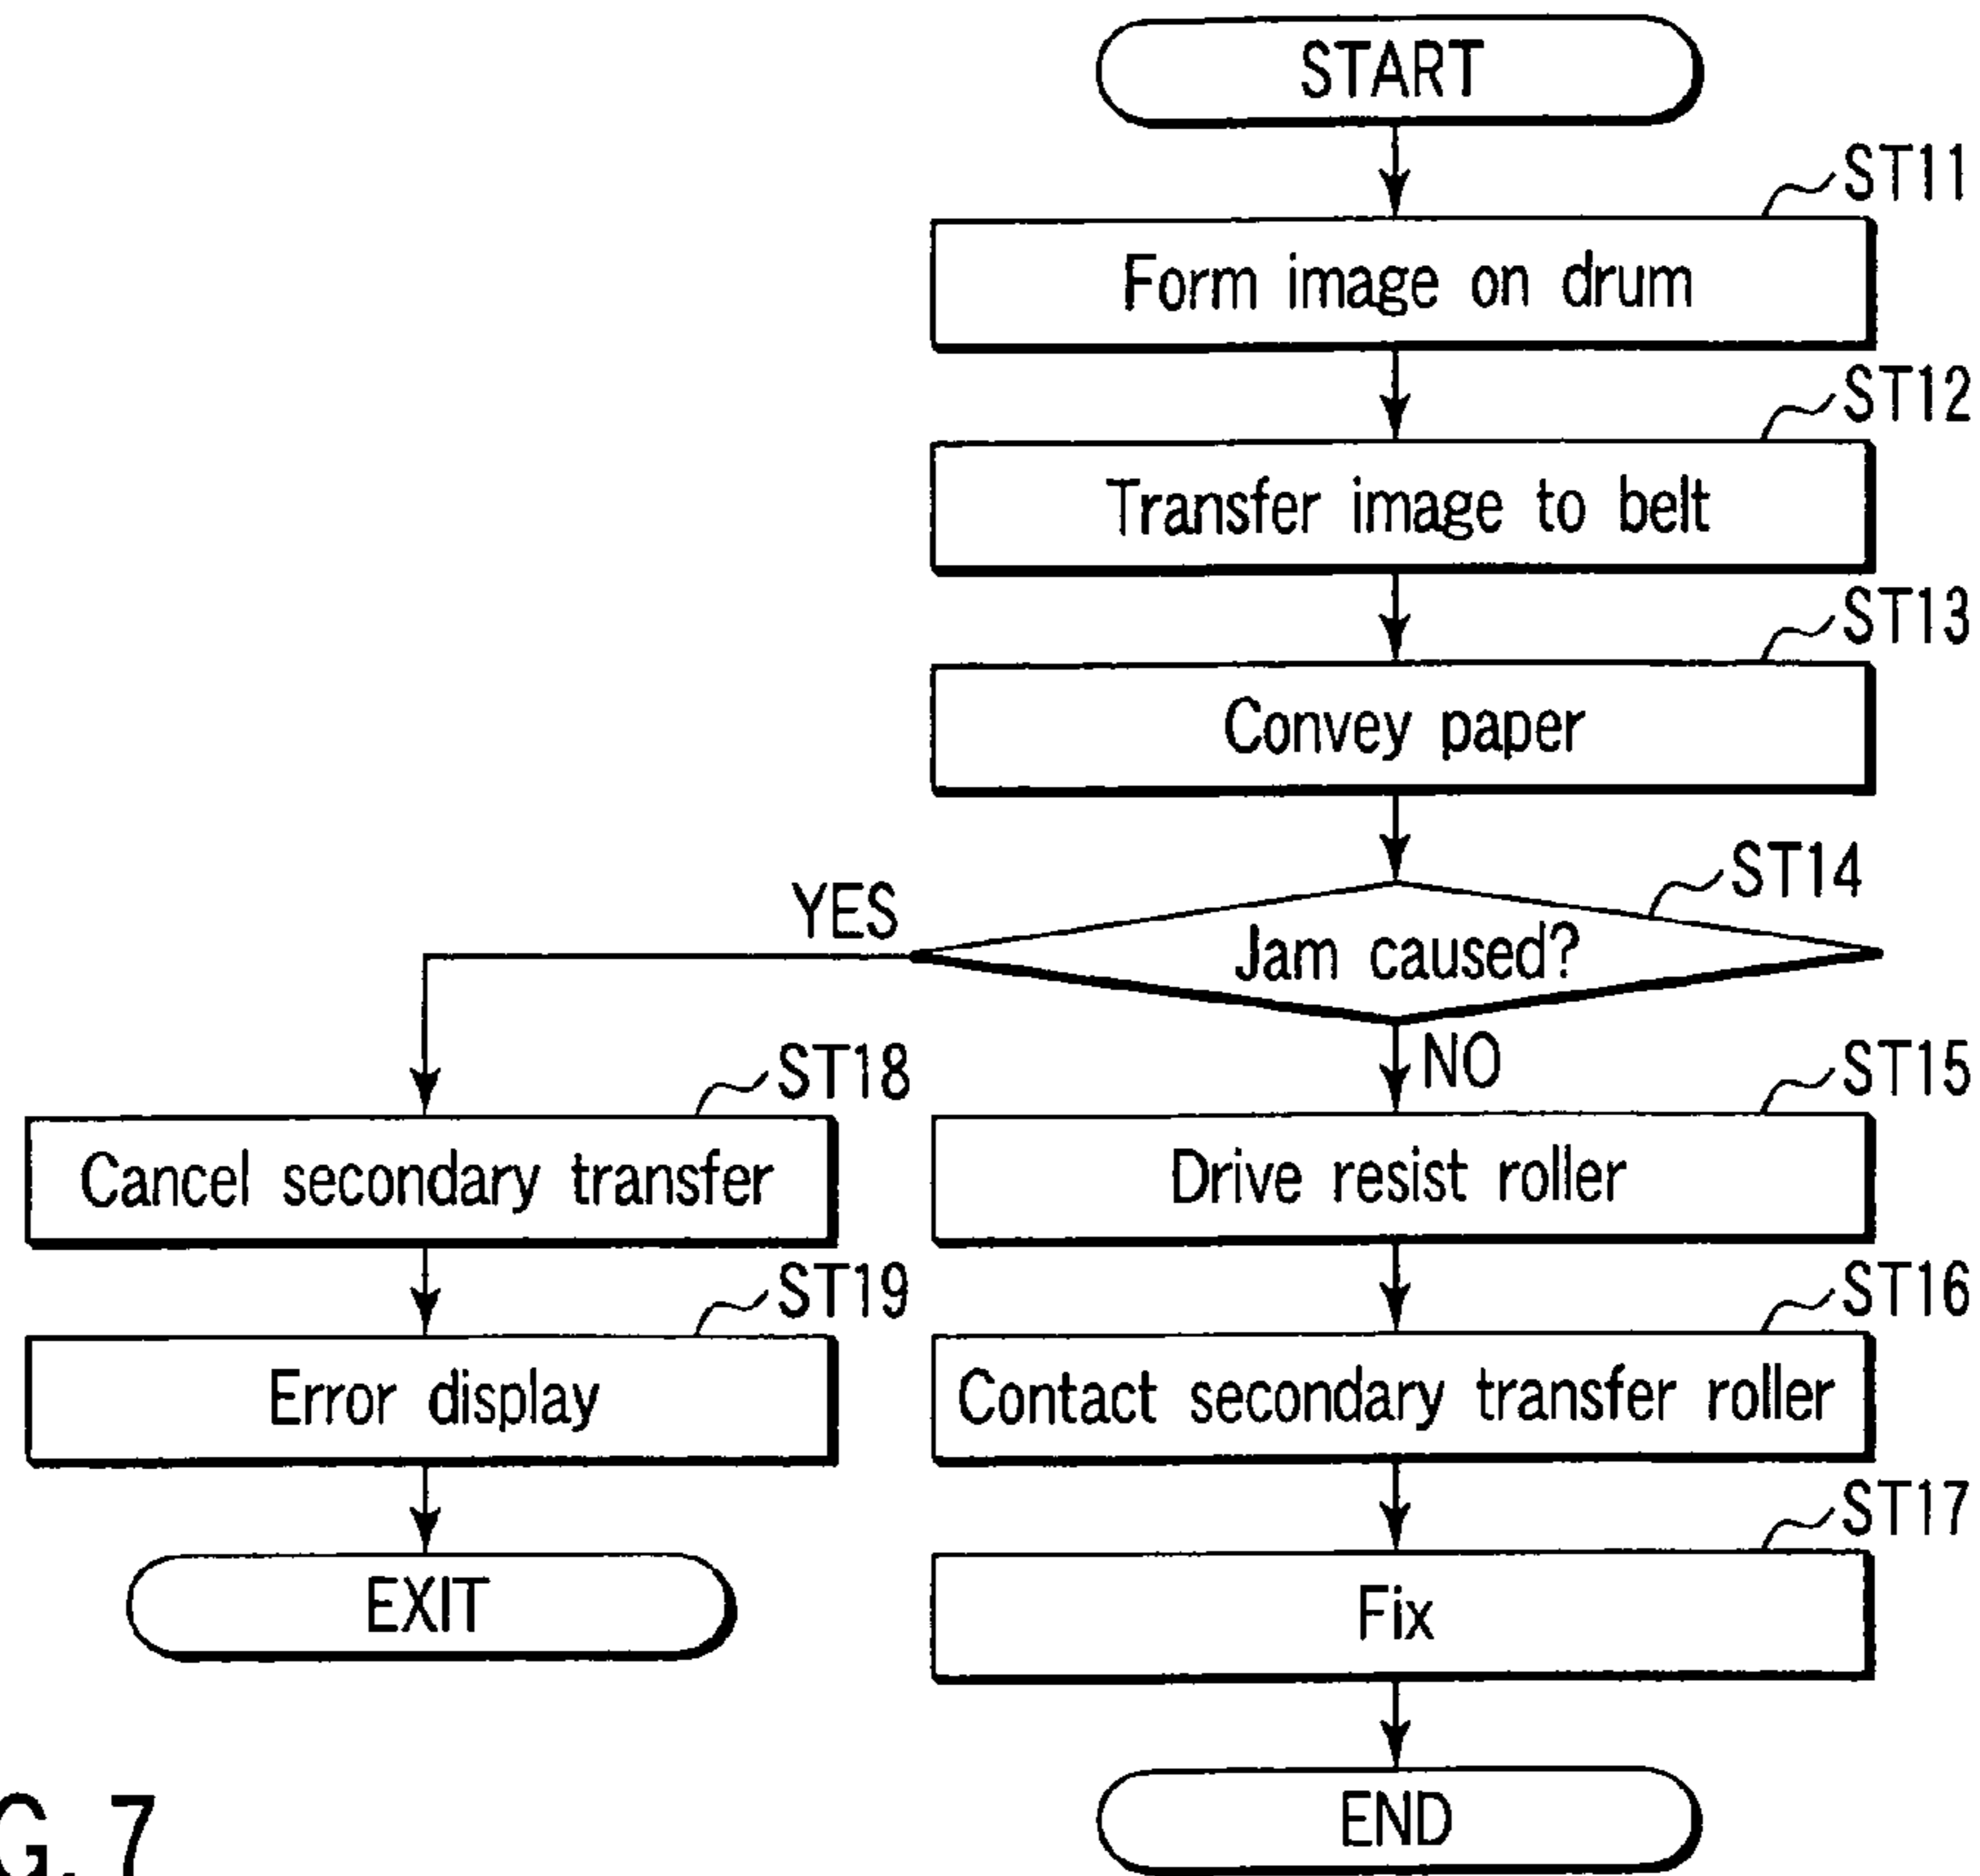 START
ST11
Form image on drum
ST12
Transfer image to belt
ST13
Convey paper
ST14
YES
Jam caused?
NO
ST18
Cancel secondary transfer
ST19
Error display
EXIT
ST15
Drive resist roller
ST16
Contact secondary transfer roller
ST17
Fix
END
G. 7